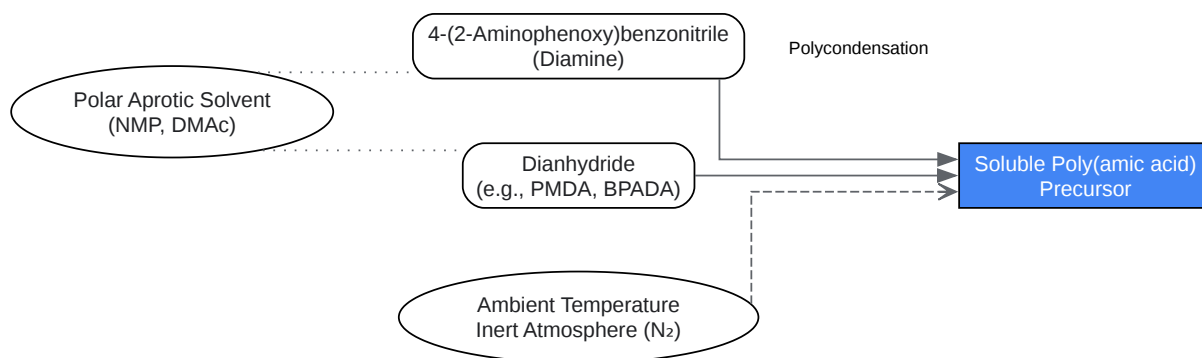 4-(2-Aminophenoxy)benzonitrile
(Diamine)
Polycondensation
Polar Aprotic Solvent
(NMP, DMAc)
Dianhydride
(e.g., PMDA, BPADA)
Soluble Poly(amic acid)
Precursor
Ambient Temperature
Inert Atmosphere (N₂)